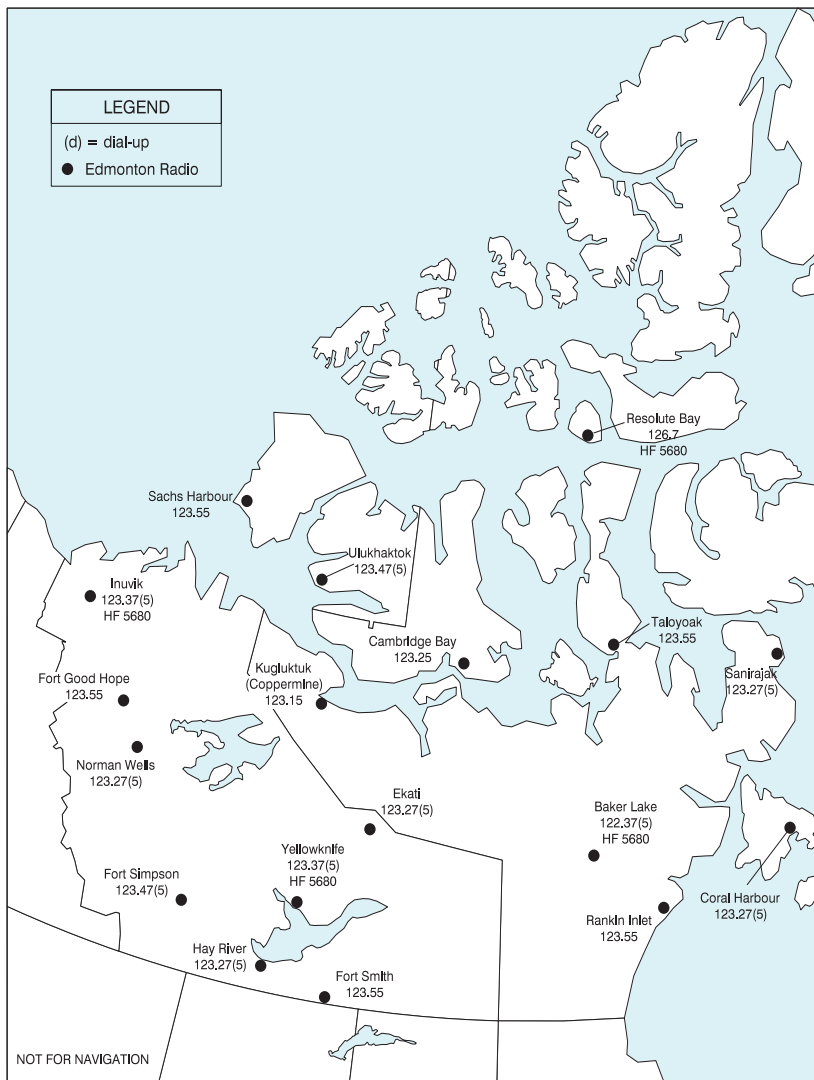 LEGEND
(d) = dial-up
Edmonton Radio
Resolute Bay
126.7
HF 5680
Sachs Harbour
123.55
Ulukhaktok
123.47(5)
Inuvik
123.37(5)
HF 5680
Taloyoak
123.55
Cambridge Bay
123.25
Sanirajak
123.27(5)
Kugluktuk
(Coppermine)
123.15
Fort Good Hope
123.55
Norman Wells
123.27(5)
Ekati
123.27(5)
Baker Lake
122.37(5)
HF 5680
Yellowknife
123.37(5)
HF 5680
Fort Simpson
123.47(5)
Coral Harbour
123.27(5)
Rankin Inlet
123.55
Hay River
123.27(5)
Fort Smith
123.55
NOT FOR NAVIGATION